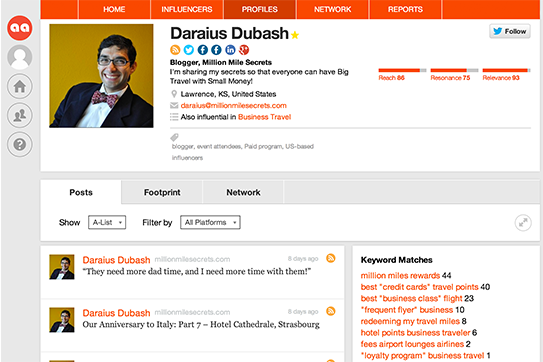 HOME INFLUENCERS PROFILES NETWORK REPORTS
aa
Daraius Dubash
Follow
Blogger, Million Mile Secrets
I'm sharing my secrets so that everyone can have Big
Travel with Small Money!
Reach 86 Resonance 75 Relevance 93
Lawrence, KS, United States
daraius@millionmilesecrets.com
Also influential in Business Travel
blogger, event attendees, Paid program, US-based
influencers
Posts Footprint Network
Show A-List Filter by All Platforms
Daraius Dubash millionmilesecrets.com 8 days ago
“They need more dad time, and I need more time with them!”
Daraius Dubash millionmilesecrets.com 8 days ago
Our Anniversary to Italy: Part 7 – Hotel Cathedrale, Strasbourg
Daraius Dubash millionmilesecrets.com 8 days ago
Keyword Matches
million miles rewards 44
best "credit cards" travel points 40
best "business class" flight 23
"frequent flyer" business 10
redeeming my travel miles 8
hotel points business traveler 6
fees airport lounges airlines 2
"loyalty program" business travel 1